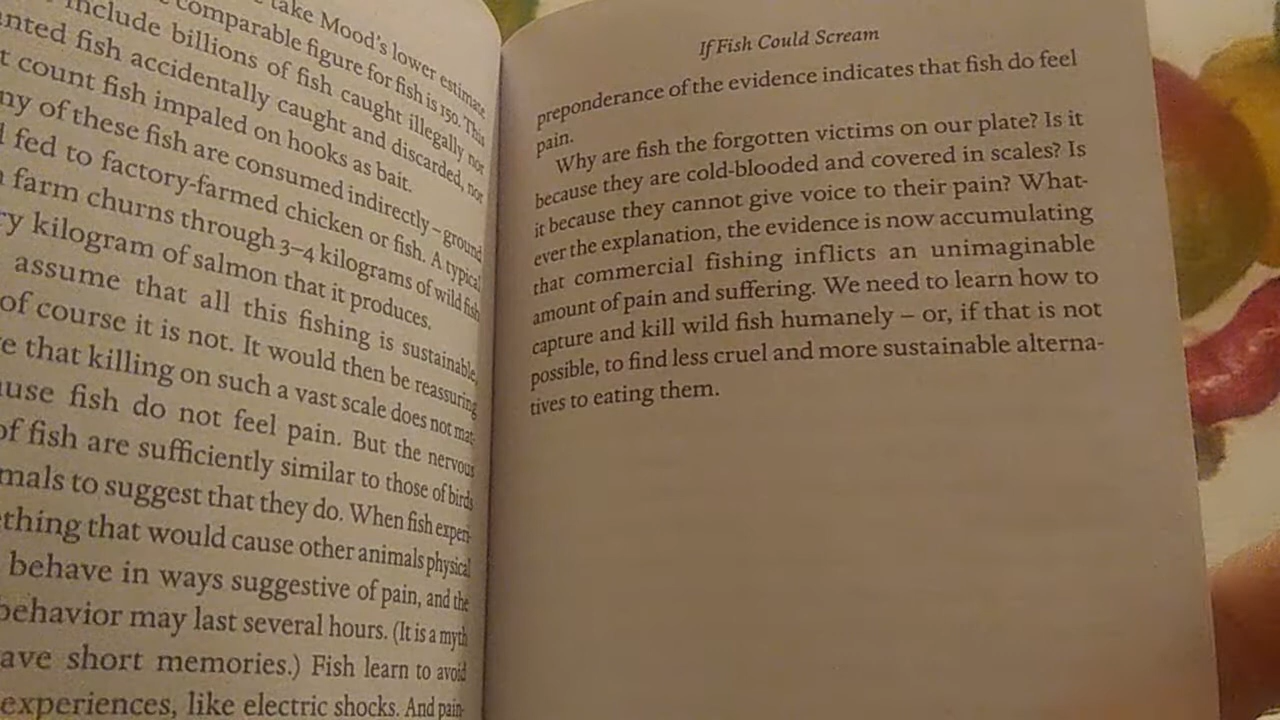 take Mood's lower estimate
comparable figure for fish is 150. This
include billions of fish caught illegally nor
fish accidentally caught and discarded, nor
count fish impaled on hooks as bait.
of these fish are consumed indirectly – ground
fed to factory-farmed chicken or fish. A typical
farm churns through 3–4 kilograms of wild fish
kilogram of salmon that it produces.
assume that all this fishing is sustainable,
of course it is not. It would then be reassuring
that killing on such a vast scale does not mat-
fish do not feel pain. But the nervous
of fish are sufficiently similar to those of birds
to suggest that they do. When fish experi-
that would cause other animals physical
behave in ways suggestive of pain, and the
behavior may last several hours. (It is a myth
short memories.) Fish learn to avoid
experiences, like electric shocks. And pain-
If Fish Could Scream
preponderance of the evidence indicates that fish do feel
pain.
Why are fish the forgotten victims on our plate? Is it
because they are cold-blooded and covered in scales? Is
it because they cannot give voice to their pain? What-
ever the explanation, the evidence is now accumulating
that commercial fishing inflicts an unimaginable
amount of pain and suffering. We need to learn how to
capture and kill wild fish humanely – or, if that is not
possible, to find less cruel and more sustainable alterna-
tives to eating them.